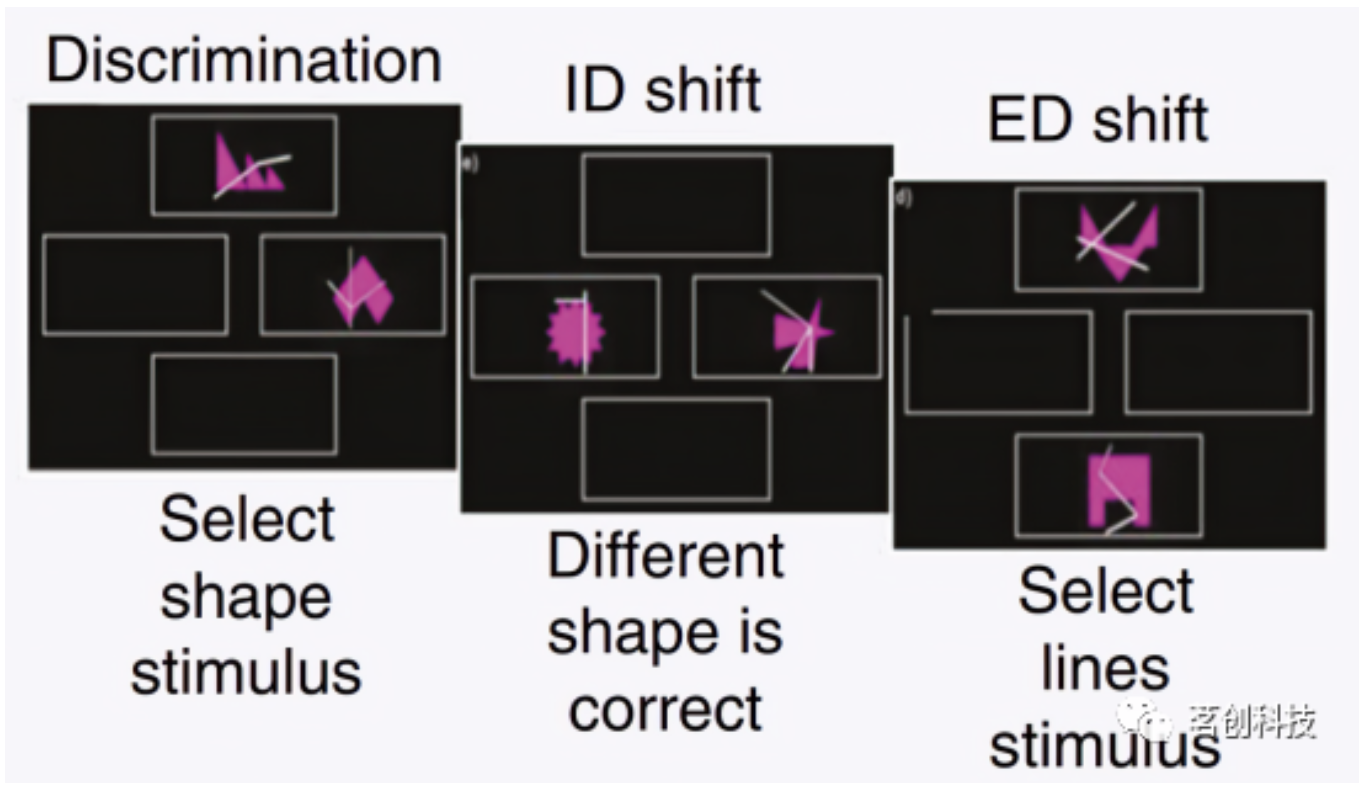 Discrimination
ID shift
ED shift
e)
d)
Select
shape
stimulus
Different
shape is
correct
Select
lines
stimulus
茗创科技